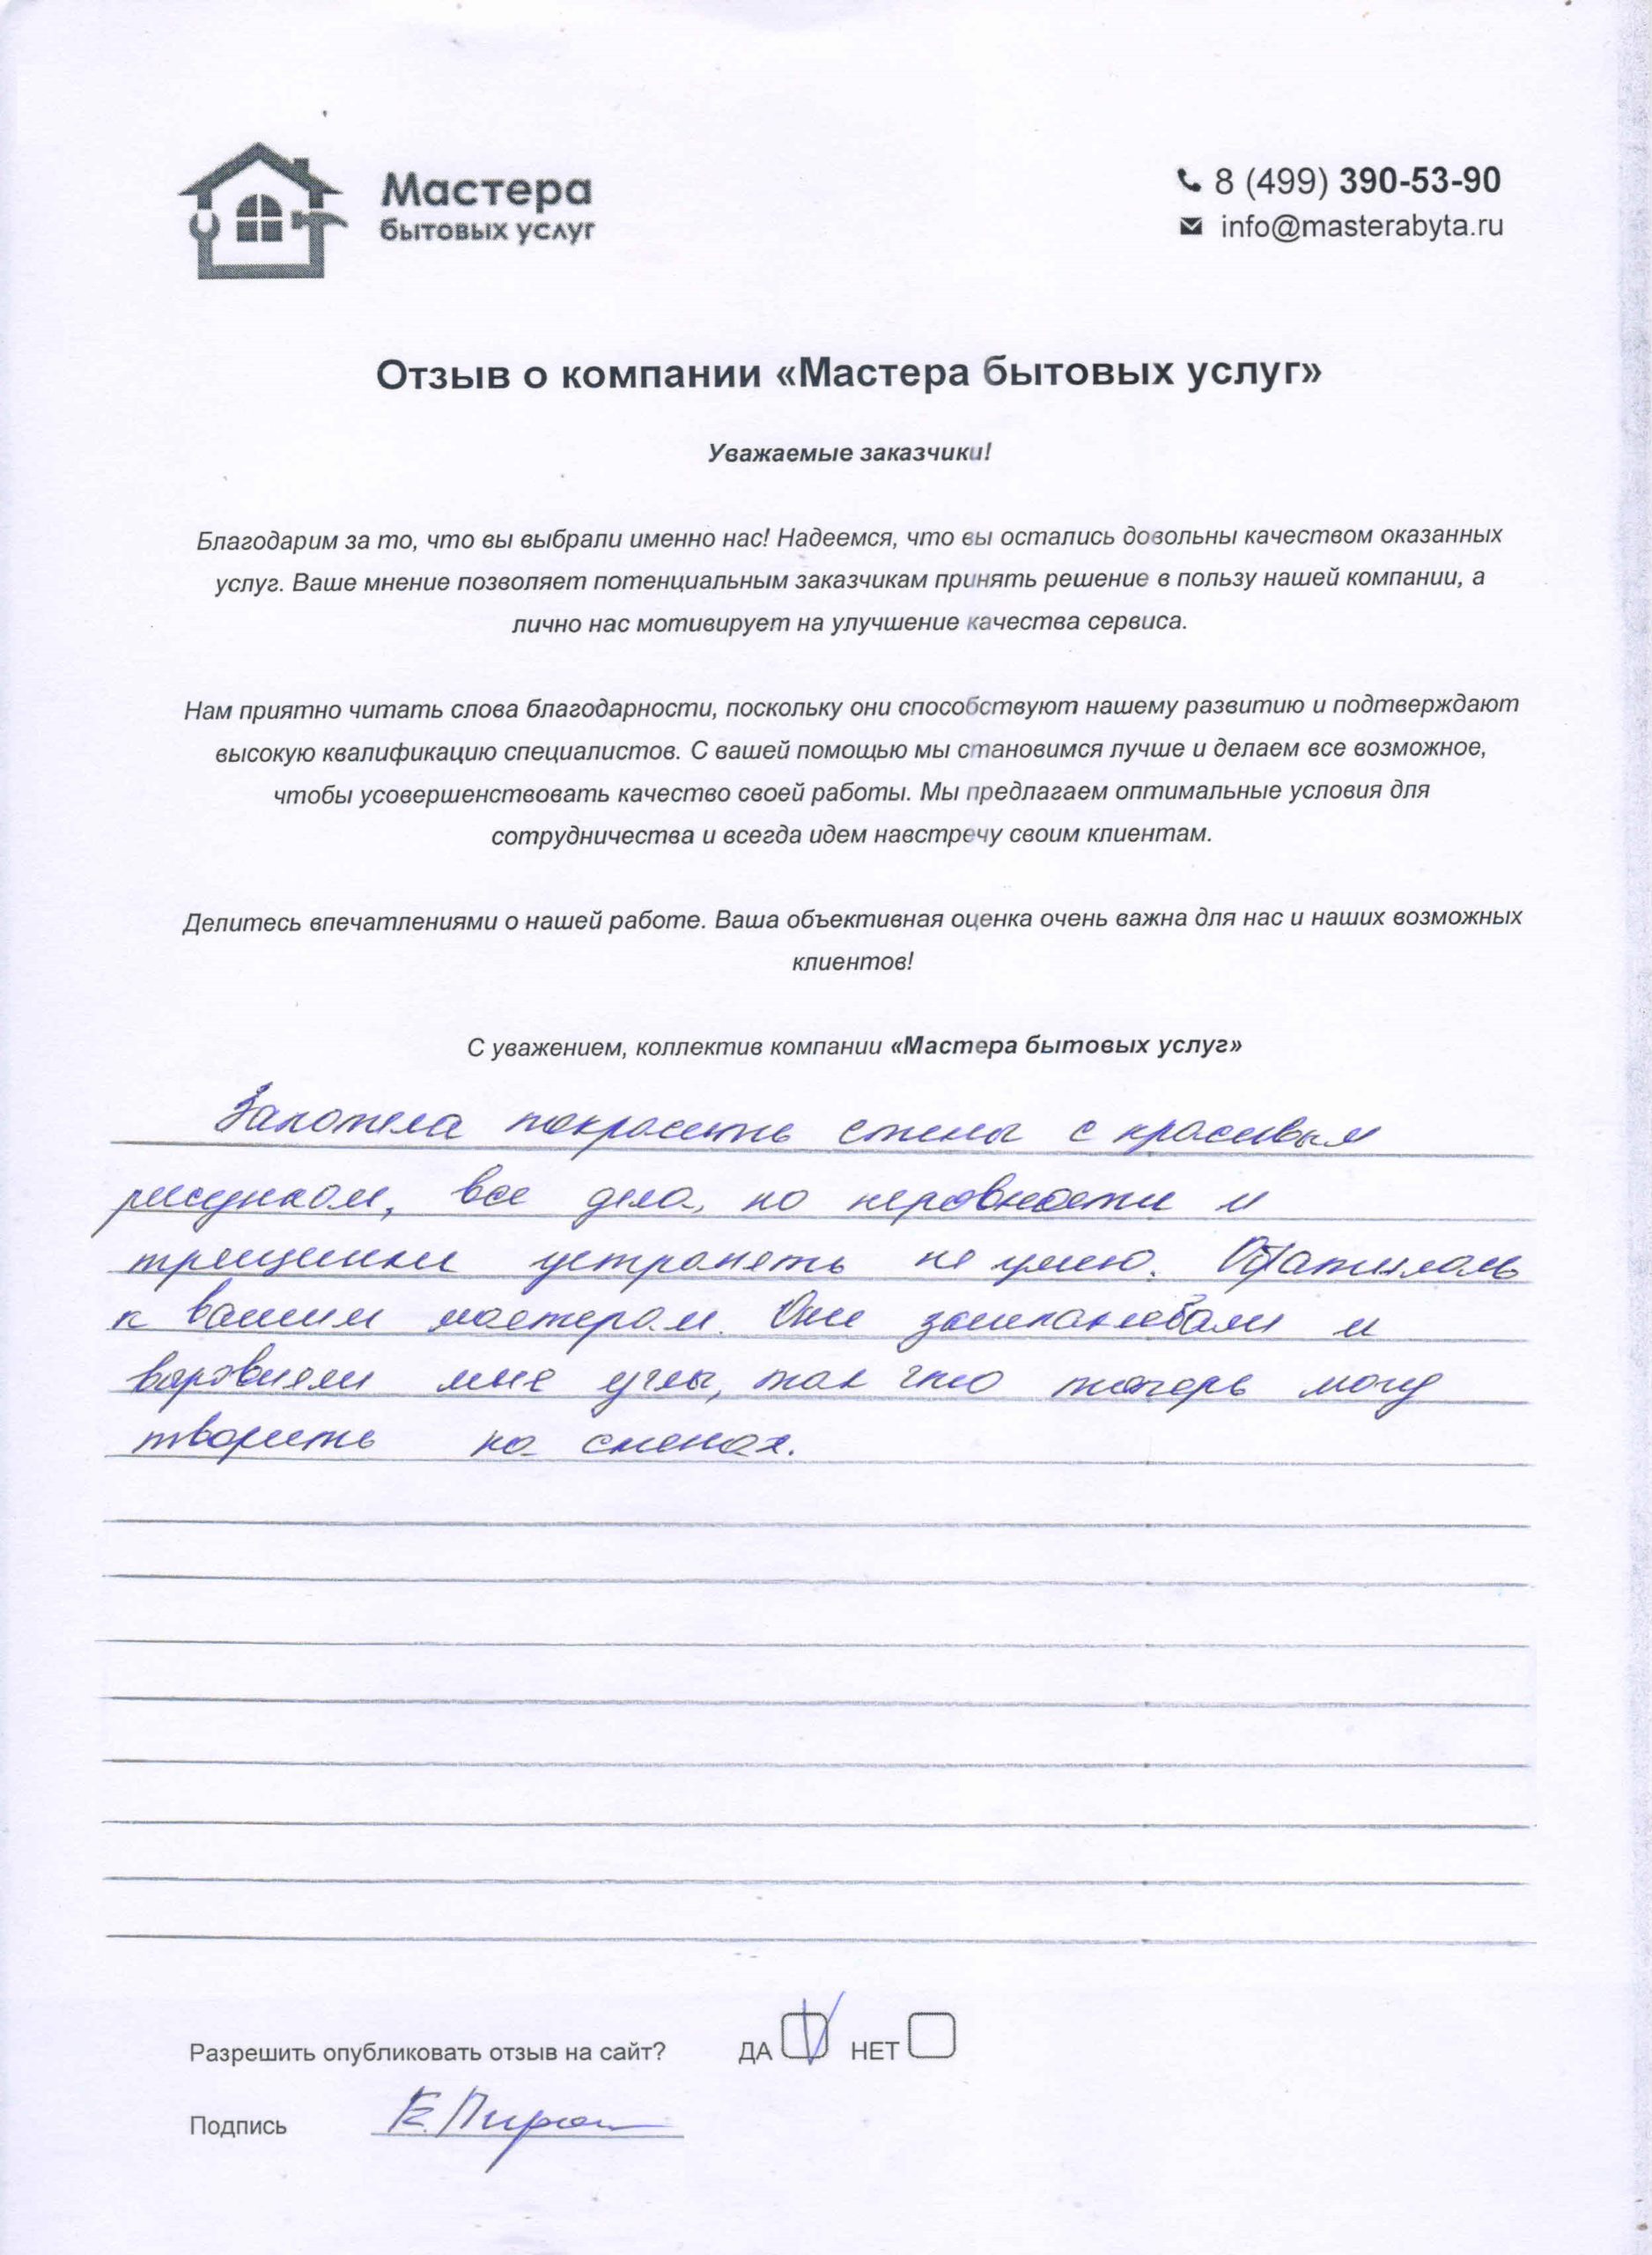 Мастера
бытовых услуг
8 (499) 390-53-90
info@masterabyta.ru
Отзыв о компании «Мастера бытовых услуг»
Уважаемые заказчики!
Благодарим за то, что вы выбрали именно нас! Надеемся, что вы остались довольны качеством оказанных
услуг. Ваше мнение позволяет потенциальным заказчикам принять решение в пользу нашей компании, а
лично нас мотивирует на улучшение качества сервиса.
Нам приятно читать слова благодарности, поскольку они способствуют нашему развитию и подтверждают
высокую квалификацию специалистов. С вашей помощью мы становимся лучше и делаем все возможное,
чтобы усовершенствовать качество своей работы. Мы предлагаем оптимальные условия для
сотрудничества и всегда идем навстречу своим клиентам.
Делитесь впечатлениями о нашей работе. Ваша объективная оценка очень важна для нас и наших возможных
клиентов!
С уважением, коллектив компании «Мастера бытовых услуг»
Захотела покрасить стены с красивым
рисунком, все дела, но неровности и
трещинки устранять не умею. Обратилась
к вашим мастерам. Они зашпаклевали и
выровняли мне углы, так что теперь могу
творить на стенах.
Разрешить опубликовать отзыв на сайт? ДА НЕТ
Подпись